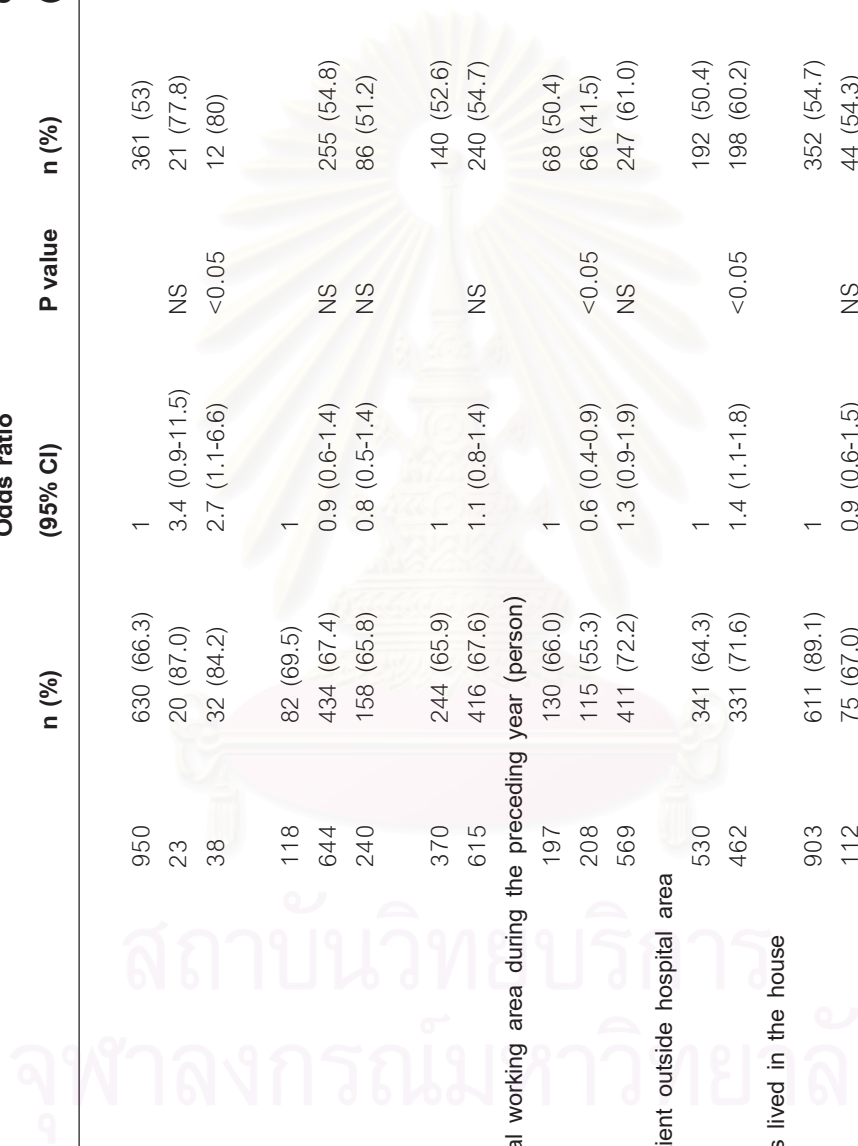 Odds ratio
n (%) (95% CI) P value n (%)
950 630 (66.3) 1 361 (53)
23 20 (87.0) 3.4 (0.9-11.5) NS 21 (77.8)
38 32 (84.2) 2.7 (1.1-6.6) <0.05 12 (80)
118 82 (69.5) 1
644 434 (67.4) 0.9 (0.6-1.4) NS 255 (54.8)
240 158 (65.8) 0.8 (0.5-1.4) NS 86 (51.2)
370 244 (65.9) 1 140 (52.6)
615 416 (67.6) 1.1 (0.8-1.4) NS 240 (54.7)
working area during the preceding year (person)
197 130 (66.0) 1 68 (50.4)
208 115 (55.3) 0.6 (0.4-0.9) <0.05 66 (41.5)
569 411 (72.2) 1.3 (0.9-1.9) NS 247 (61.0)
outside hospital area
530 341 (64.3) 1 192 (50.4)
462 331 (71.6) 1.4 (1.1-1.8) <0.05 198 (60.2)
lived in the house
903 611 (89.1) 1 352 (54.7)
112 75 (67.0) 0.9 (0.6-1.5) NS 44 (54.3)
สถาบันวิทยบริการ